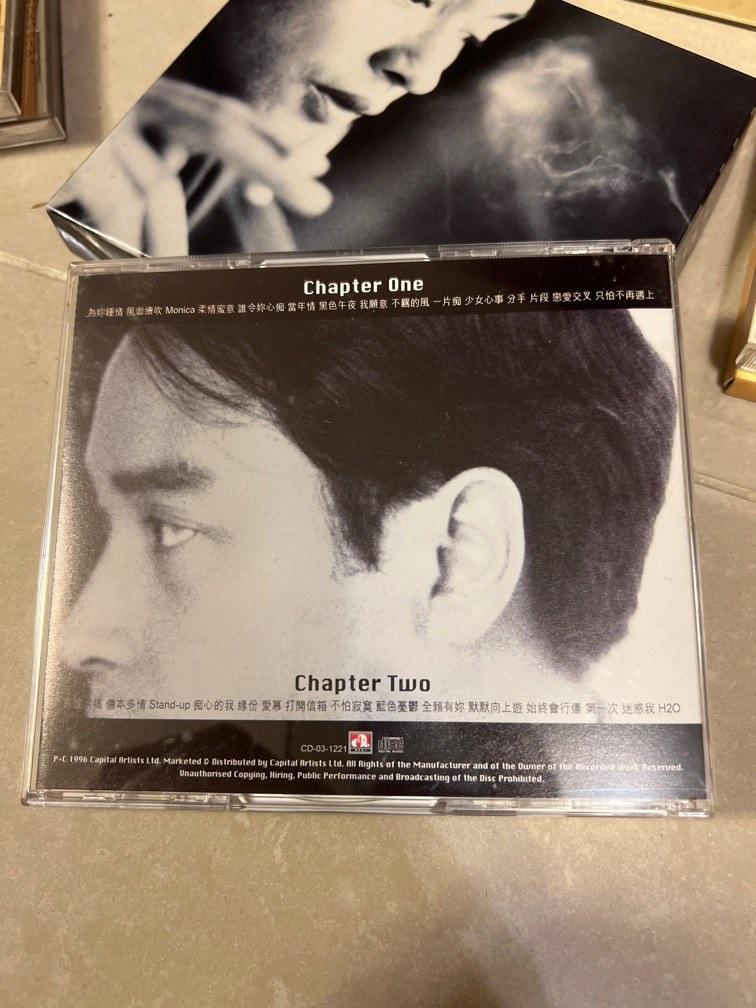 Chapter One
為妳鍾情 風繼續吹 Monica 柔情蜜意 誰令妳心痴 當年情 黑色午夜 我願意 不羈的風 一片痴 少女心事 分手 片段 戀愛交叉 只怕不再遇上
Chapter Two
儂本多情 Stand-up 痴心的我 緣份 愛慕 打開信箱 不怕寂寞 藍色憂鬱 全賴有妳 默默向上遊 始終會行運 第一次 迷惑我 H2O
CD-03-1221
P•C 1996 Capital Artists Ltd. Marketed & Distributed by Capital Artists Ltd. All Rights of the Manufacturer and of the Owner of the Recorded Work Reserved.
Unauthorised Copying, Hiring, Public Performance and Broadcasting of the Disc Prohibited.